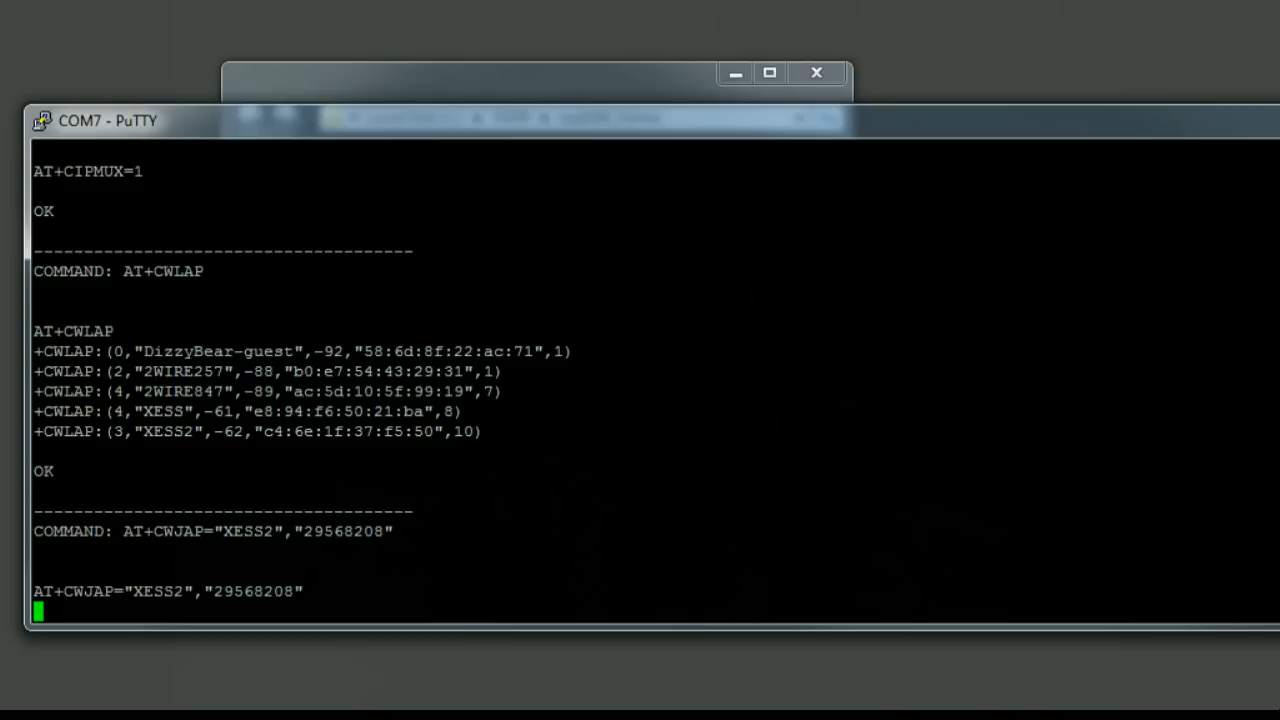 COM7 - PuTTY
AT+CIPMUX=1
OK
-------------------------------------
COMMAND: AT+CWLAP
AT+CWLAP
+CWLAP:(0,"DizzyBear-guest",-92,"58:6d:8f:22:ac:71",1)
+CWLAP:(2,"2WIRE257",-88,"b0:e7:54:43:29:31",1)
+CWLAP:(4,"2WIRE847",-89,"ac:5d:10:5f:99:19",7)
+CWLAP:(4,"XESS",-61,"e8:94:f6:50:21:ba",8)
+CWLAP:(3,"XESS2",-62,"c4:6e:1f:37:f5:50",10)
OK
-------------------------------------
COMMAND: AT+CWJAP="XESS2","29568208"
AT+CWJAP="XESS2","29568208"